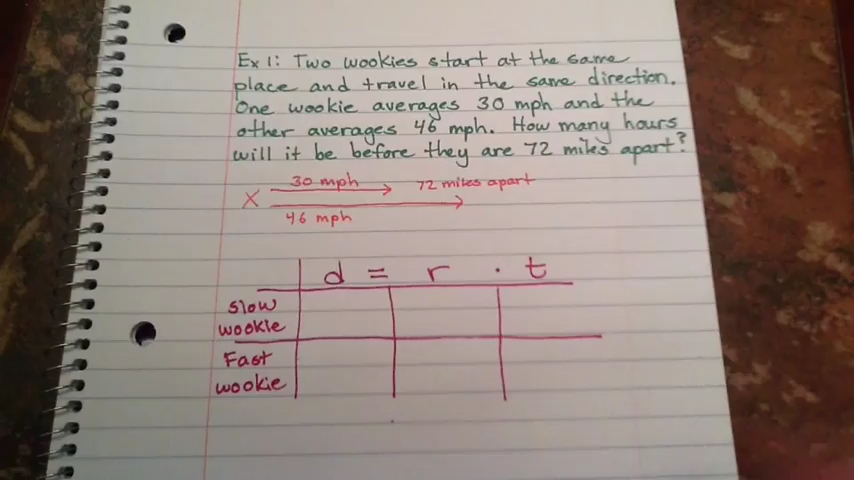 Ex 1: Two wookies start at the same
place and travel in the same direction.
One wookie averages 30 mph and the
other averages 46 mph. How many hours
will it be before they are 72 miles apart?
30 mph 72 miles apart
X
46 mph
d = r · t
Slow
wookie
Fast
wookie